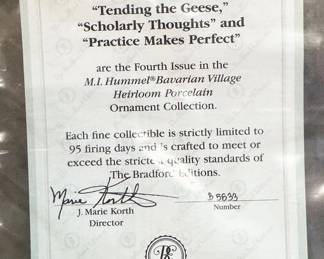 "Tending the Geese,"
"Scholarly Thoughts" and
"Practice Makes Perfect"
are the Fourth Issue in the
M.I. Hummel® Bavarian Village
Heirloom Porcelain
Ornament Collection.
Each fine collectible is strictly limited to
95 firing days and is crafted to meet or
exceed the strictest quality standards of
The Bradford Editions.
Marie Korth
J. Marie Korth
Director
Number